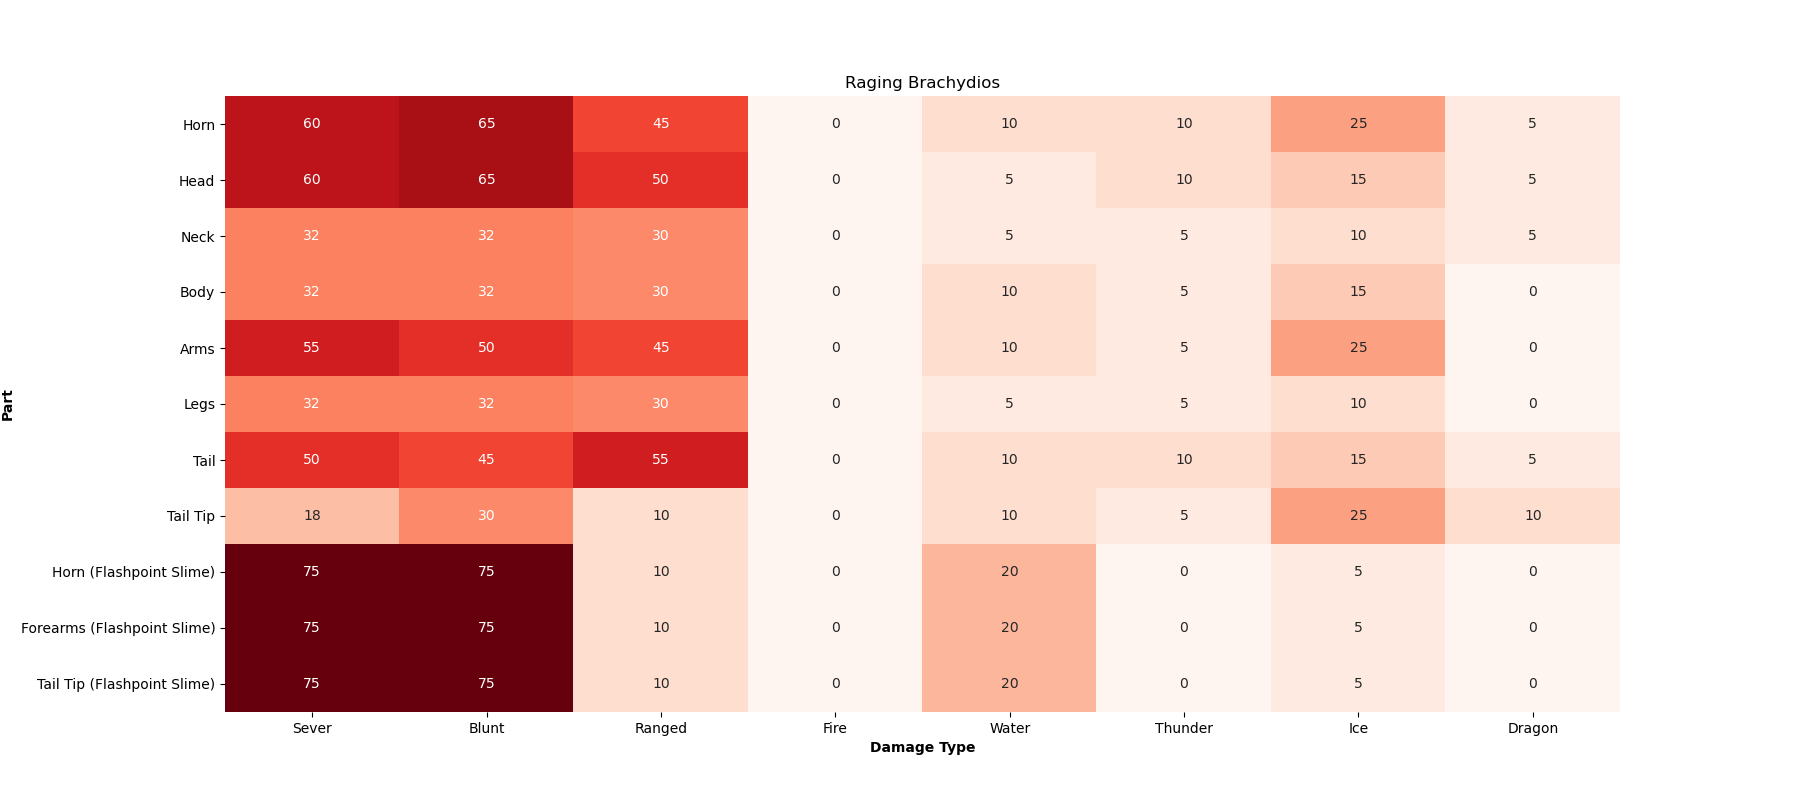 Raging Brachydios
Part
Horn 60 65 45 0 10 10 25 5
Head 60 65 50 0 5 10 15 5
Neck 32 32 30 0 5 5 10 5
Body 32 32 30 0 10 5 15 0
Arms 55 50 45 0 10 5 25 0
Legs 32 32 30 0 5 5 10 0
Tail 50 45 55 0 10 10 15 5
Tail Tip 18 30 10 0 10 5 25 10
Horn (Flashpoint Slime) 75 75 10 0 20 0 5 0
Forearms (Flashpoint Slime) 75 75 10 0 20 0 5 0
Tail Tip (Flashpoint Slime) 75 75 10 0 20 0 5 0
Sever Blunt Ranged Fire Water Thunder Ice Dragon
Damage Type